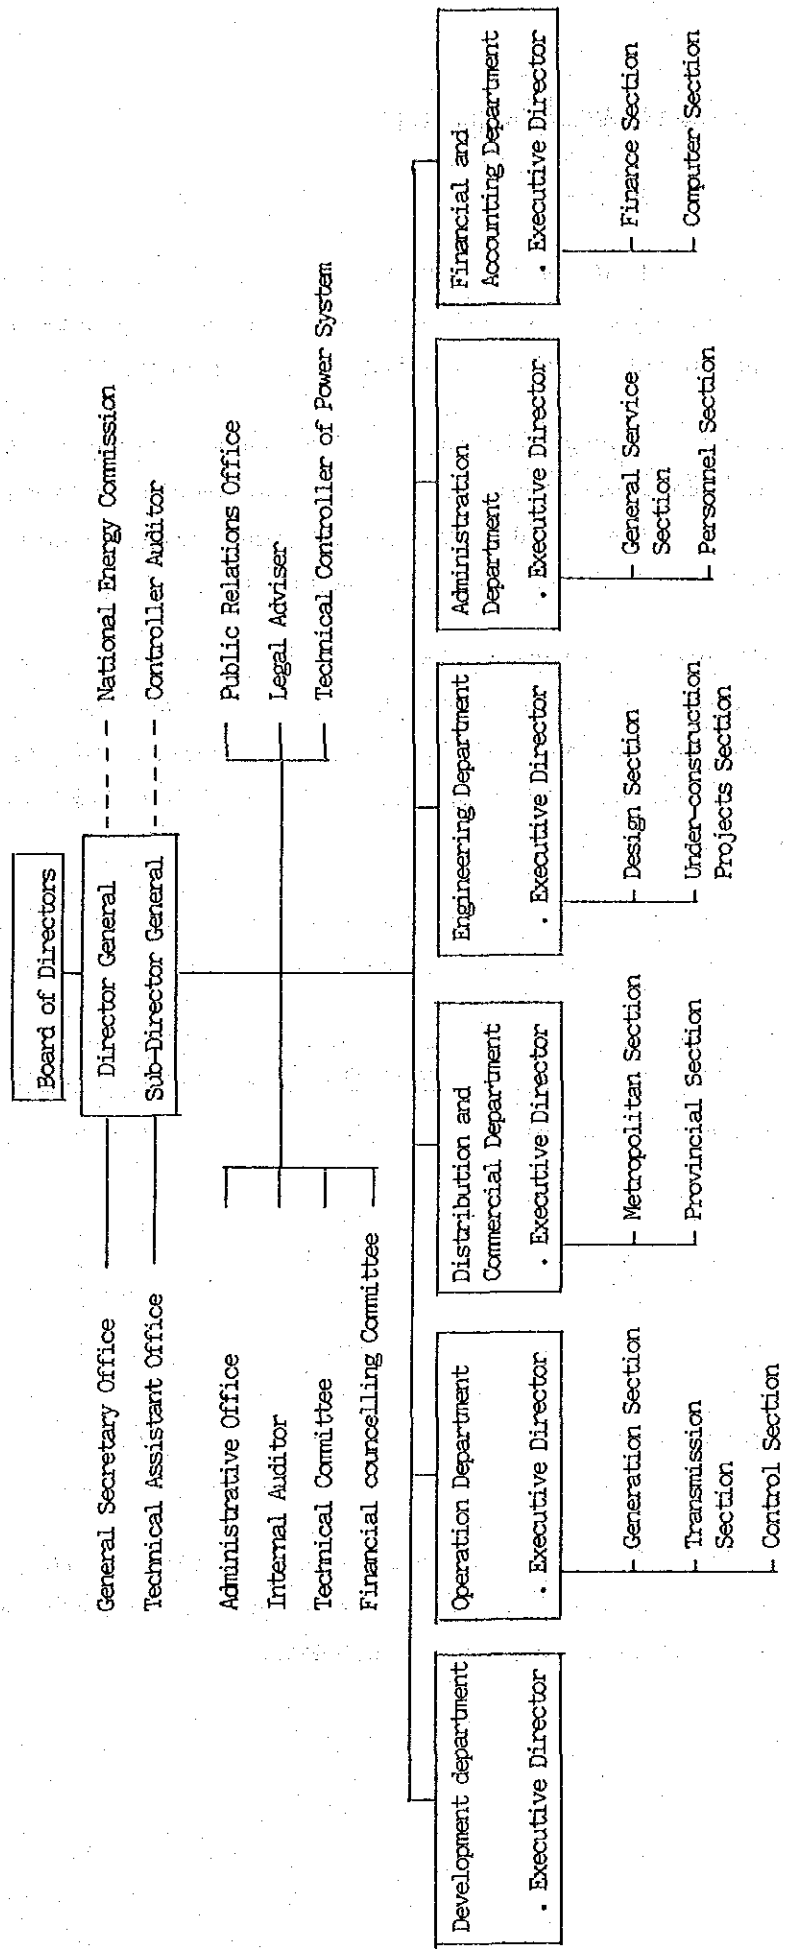 Board of Directors
Director General
Sub-Director General
General Secretary Office
Technical Assistant Office
National Energy Commission
Controller Auditor
Administrative Office
Internal Auditor
Technical Committee
Financial councelling Committee
Public Relations Office
Legal Adviser
Technical Controller of Power System
Development department
. Executive Director
Operation Department
. Executive Director
Generation Section
Transmission
Section
Control Section
Distribution and
Commercial Department
. Executive Director
Metropolitan Section
Provincial Section
Engineering Department
. Executive Director
Design Section
Under-construction
Projects Section
Administration
Department
. Executive Director
General Service
Section
Personnel Section
Financial and
Accounting Department
. Executive Director
Finance Section
Computer Section